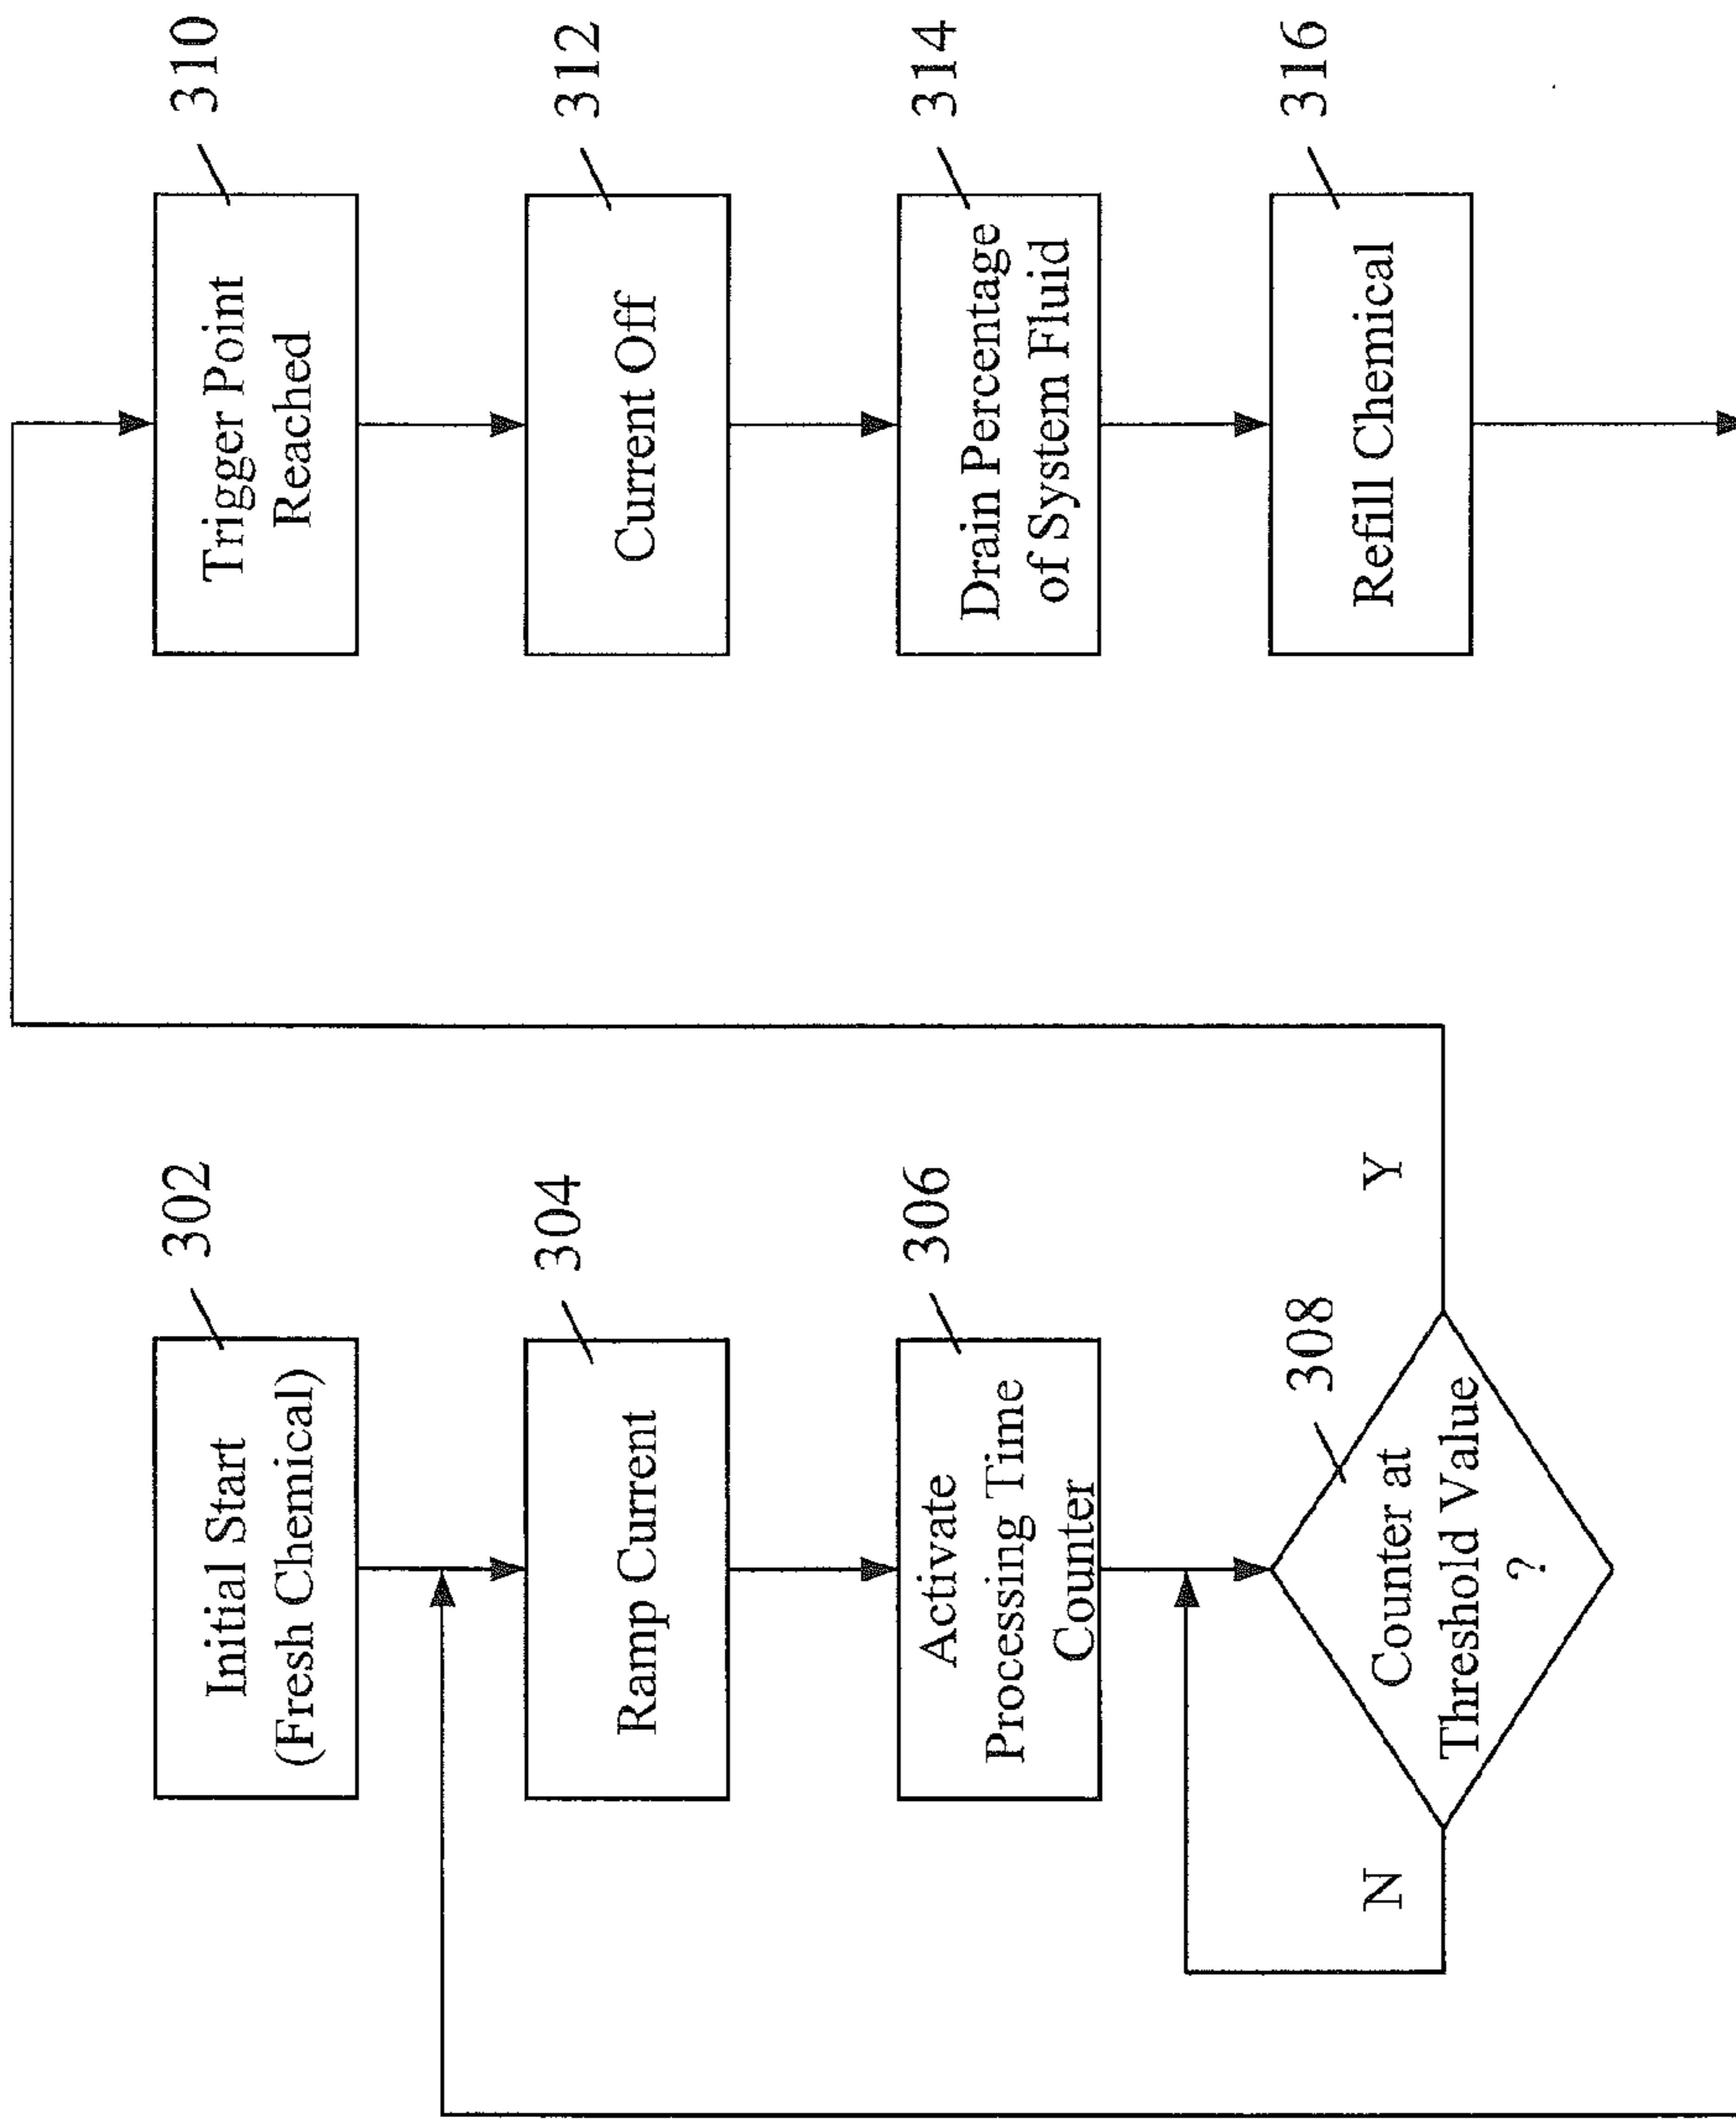 302
Initial Start
(Fresh Chemical)
304
Ramp Current
306
Activate
Processing Time
Counter
308
Counter at
Threshold Value
?
N
Y
310
Trigger Point
Reached
312
Current Off
314
Drain Percentage
of System Fluid
316
Refill Chemical